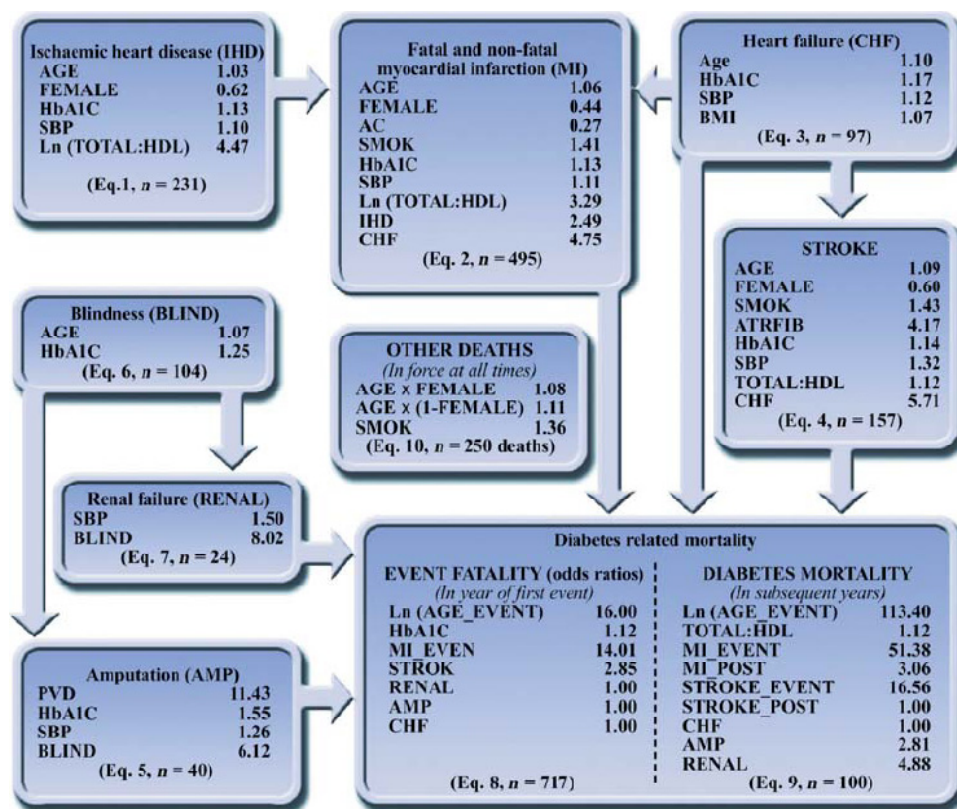 Ischaemic heart disease (IHD)
AGE 1.03
FEMALE 0.62
HbA1C 1.13
SBP 1.10
Ln (TOTAL:HDL) 4.47
(Eq.1, n = 231)
Fatal and non-fatal
myocardial infarction (MI)
AGE 1.06
FEMALE 0.44
AC 0.27
SMOK 1.41
HbA1C 1.13
SBP 1.11
Ln (TOTAL:HDL) 3.29
IHD 2.49
CHF 4.75
(Eq. 2, n = 495)
Heart failure (CHF)
Age 1.10
HbA1C 1.17
SBP 1.12
BMI 1.07
(Eq. 3, n = 97)
STROKE
AGE 1.09
FEMALE 0.60
SMOK 1.43
ATRFIB 4.17
HbA1C 1.14
SBP 1.32
TOTAL:HDL 1.12
CHF 5.71
(Eq. 4, n = 157)
Blindness (BLIND)
AGE 1.07
HbA1C 1.25
(Eq. 6, n = 104)
OTHER DEATHS
(In force at all times)
AGE x FEMALE 1.08
AGE x (1-FEMALE) 1.11
SMOK 1.36
(Eq. 10, n = 250 deaths)
Renal failure (RENAL)
SBP 1.50
BLIND 8.02
(Eq. 7, n = 24)
Amputation (AMP)
PVD 11.43
HbA1C 1.55
SBP 1.26
BLIND 6.12
(Eq. 5, n = 40)
Diabetes related mortality
EVENT FATALITY (odds ratios)
(In year of first event)
Ln (AGE_EVENT) 16.00
HbA1C 1.12
MI_EVEN 14.01
STROK 2.85
RENAL 1.00
AMP 1.00
CHF 1.00
(Eq. 8, n = 717)
DIABETES MORTALITY
(In subsequent years)
Ln (AGE_EVENT) 113.40
TOTAL:HDL 1.12
MI_EVENT 51.38
MI_POST 3.06
STROKE_EVENT 16.56
STROKE_POST 1.00
CHF 1.00
AMP 2.81
RENAL 4.88
(Eq. 9, n = 100)